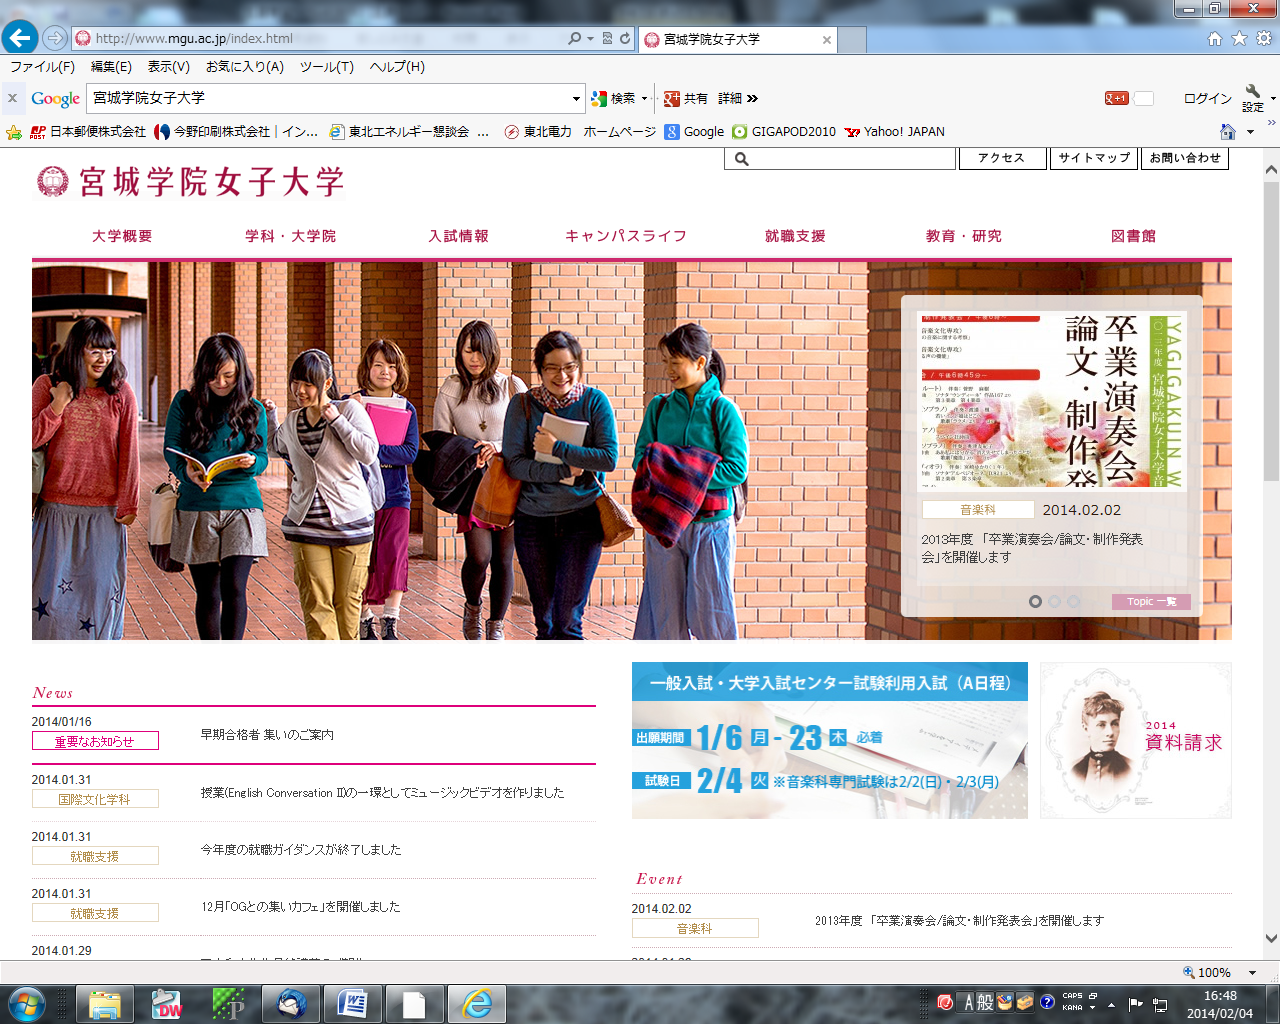 http://www.mgu.ac.jp/index.html
宮城学院女子大学
ファイル(F) 編集(E) 表示(V) お気に入り(A) ツール(T) ヘルプ(H)
x Google 宮城学院女子大学 検索 共有 詳細 +1 ログイン 設定
日本郵便株式会社 今野印刷株式会社｜イン... 東北エネルギー懇談会 ... 東北電力 ホームページ Google GIGAPOD2010 Yahoo! JAPAN
アクセス サイトマップ お問い合わせ
宮城学院女子大学
大学概要 学科・大学院 入試情報 キャンパスライフ 就職支援 教育・研究 図書館
卒業演奏会
論文・制作発
音楽科 2014.02.02
2013年度 「卒業演奏会/論文・制作発表
会」を開催します
Topic 一覧
News
2014/01/16
重要なお知らせ
早期合格者 集いのご案内
2014.01.31
国際文化学科
授業(English Conversation II)の一環としてミュージックビデオを作りました
2014.01.31
就職支援
今年度の就職ガイダンスが終了しました
2014.01.31
就職支援
12月「OGとの集いカフェ」を開催しました
2014.01.29
一般入試・大学入試センター試験利用入試（A日程）
出願期間 1/6 月 - 23 木 必着
試験日 2/4 火 ※音楽科専門試験は2/2(日)・2/3(月)
2014
資料請求
Event
2014.02.02
音楽科
2013年度 「卒業演奏会/論文・制作発表会」を開催します
100%
DW
A 般 CAPS
KANA
16:48
2014/02/04